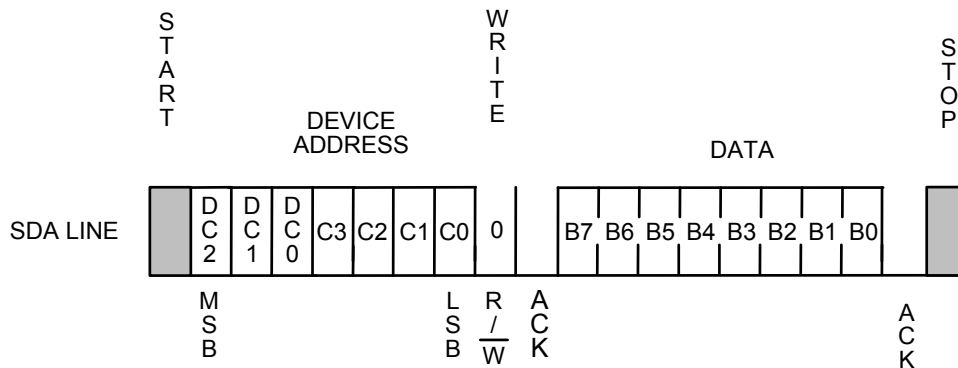 START
WRITE
STOP
DEVICE
ADDRESS
DATA
SDA LINE
DC2 DC1 DC0 C3 C2 C1 C0 0 B7 B6 B5 B4 B3 B2 B1 B0
MSB
LSB
R/W̅
ACK
ACK